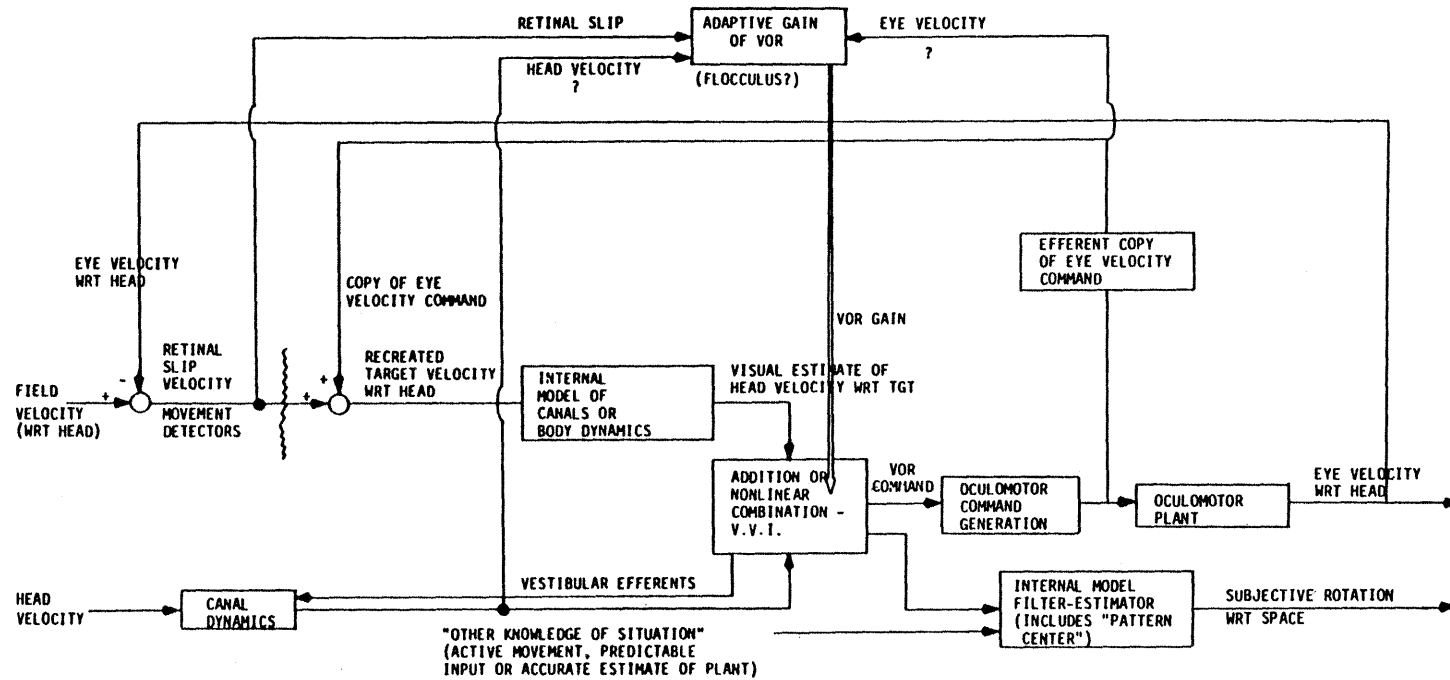 RETINAL SLIP
ADAPTIVE GAIN
OF VOR
EYE VELOCITY
?
HEAD VELOCITY
?
(FLOCCULUS?)
EFFERENT COPY
OF EYE VELOCITY
COMMAND
EYE VELOCITY
WRT HEAD
COPY OF EYE
VELOCITY COMMAND
VOR GAIN
RETINAL
SLIP
VELOCITY
RECREATED
TARGET VELOCITY
WRT HEAD
INTERNAL
MODEL OF
CANALS OR
BODY DYNAMICS
VISUAL ESTIMATE OF
HEAD VELOCITY WRT TGT
FIELD
VELOCITY
(WRT HEAD)
+
-
MOVEMENT
DETECTORS
+
+
ADDITION OR
NONLINEAR
COMBINATION -
V.V.I.
VOR
COMMAND
OCULOMOTOR
COMMAND
GENERATION
OCULOMOTOR
PLANT
EYE VELOCITY
WRT HEAD
VESTIBULAR EFFERENTS
HEAD
VELOCITY
CANAL
DYNAMICS
INTERNAL MODEL
FILTER-ESTIMATOR
(INCLUDES "PATTERN
CENTER")
SUBJECTIVE ROTATION
WRT SPACE
"OTHER KNOWLEDGE OF SITUATION"
(ACTIVE MOVEMENT, PREDICTABLE
INPUT OR ACCURATE ESTIMATE OF PLANT)